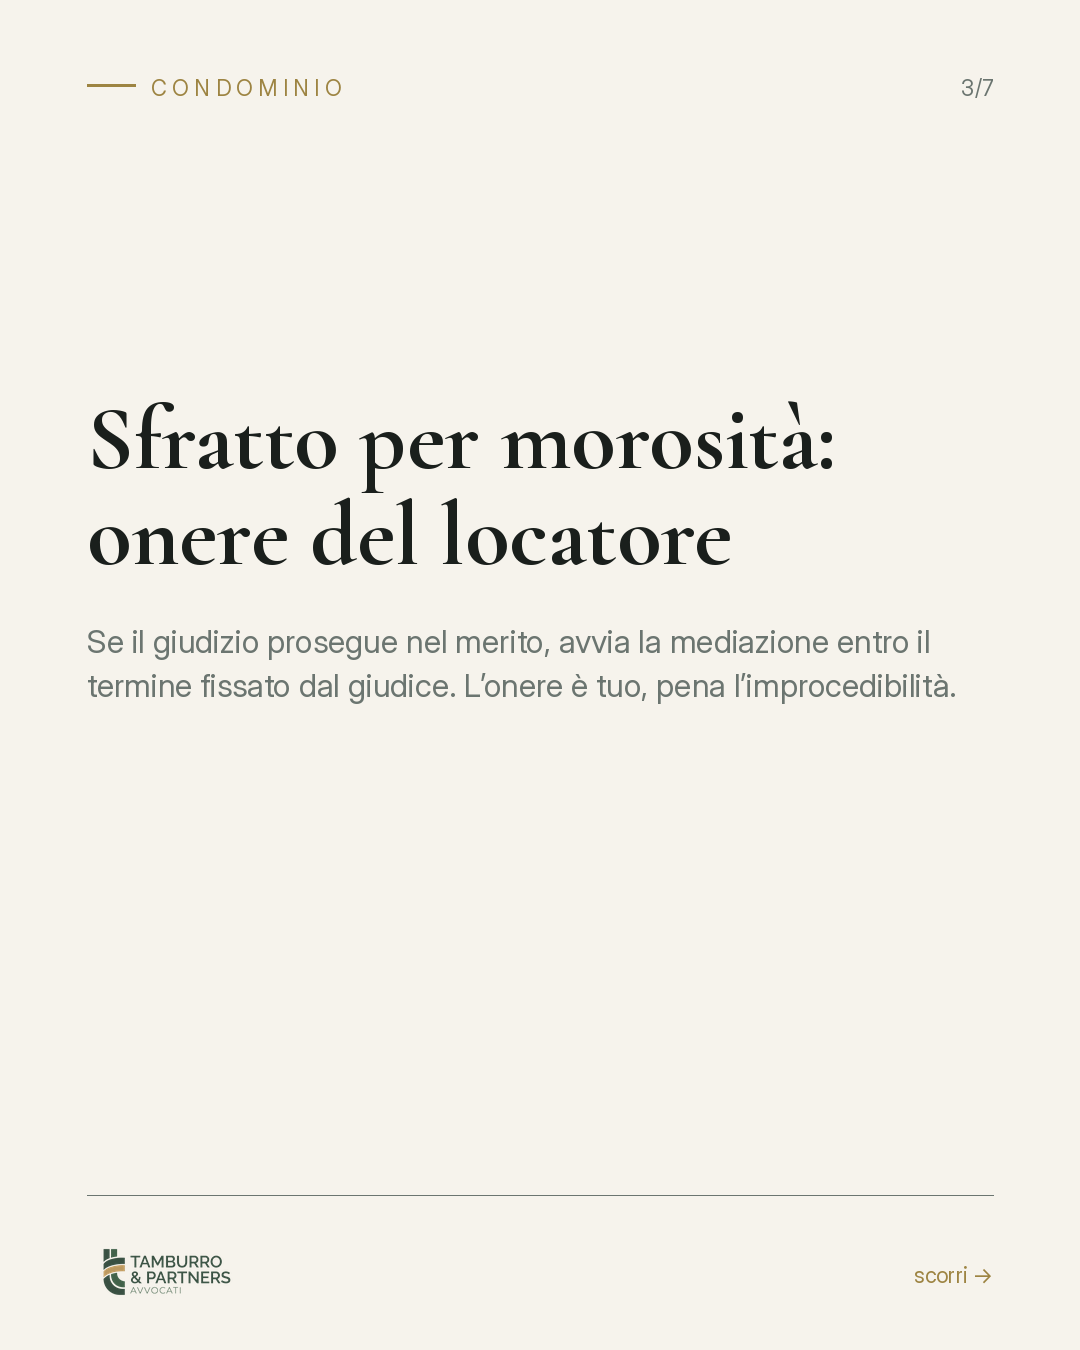 CONDOMINIO
3/7
Sfratto per morosità:
onere del locatore
Se il giudizio prosegue nel merito, avvia la mediazione entro il
termine fissato dal giudice. L’onere è tuo, pena l’improcedibilità.
TAMBURRO
& PARTNERS
AVVOCATI
scorri →